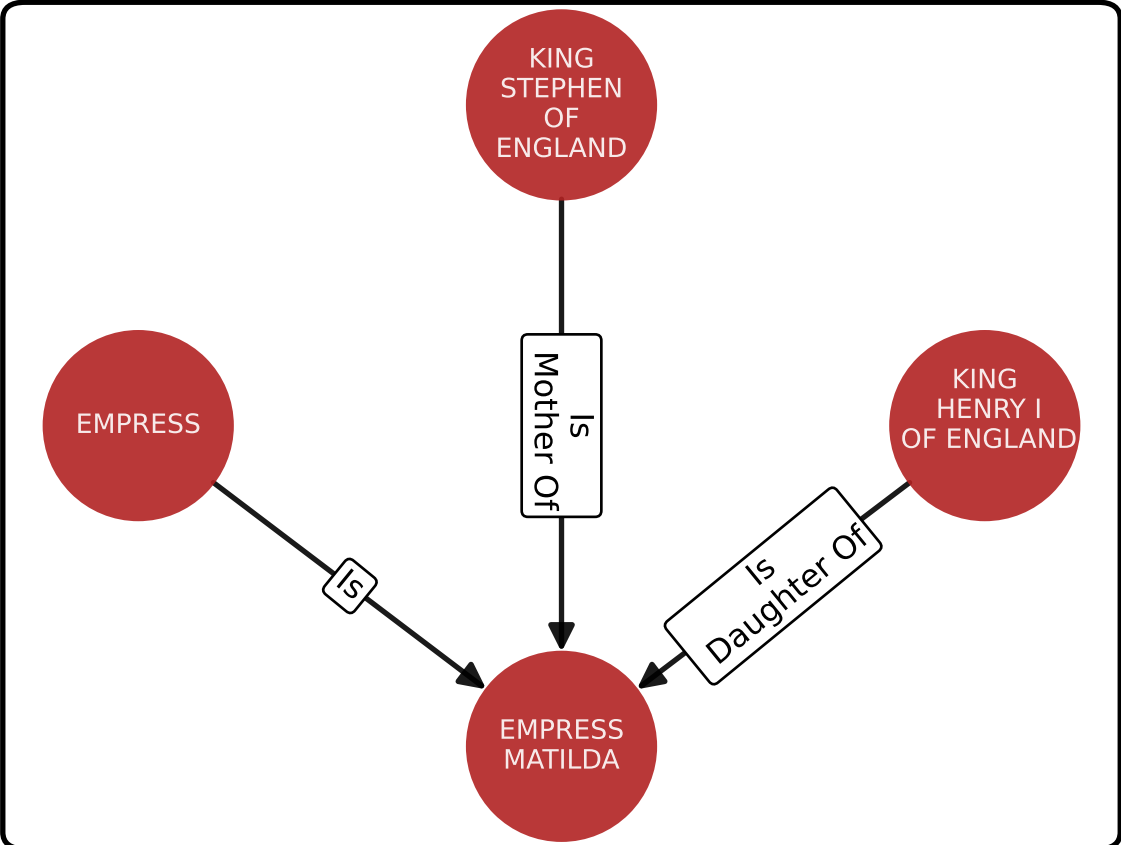 KING
STEPHEN
OF
ENGLAND
EMPRESS
KING
HENRY I
OF ENGLAND
Is
Mother Of
Is
Is
Daughter Of
EMPRESS
MATILDA